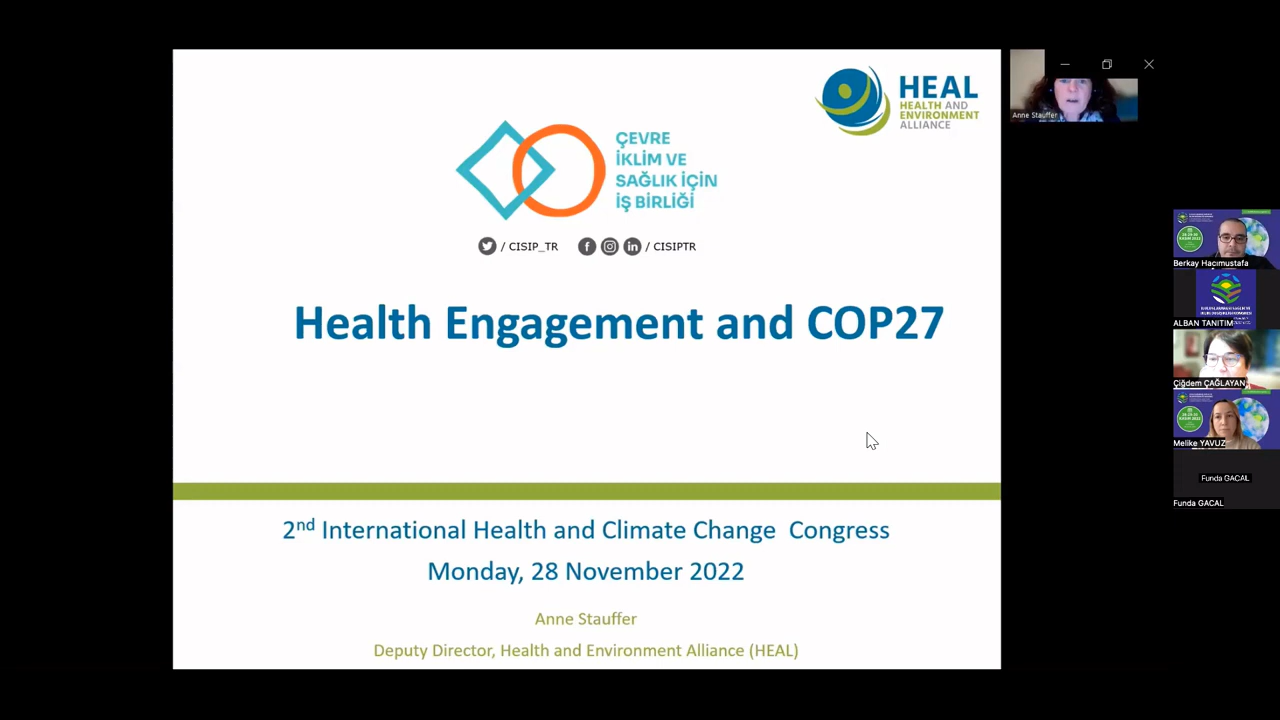 HEAL
HEALTH AND
ENVIRONMENT
ALLIANCE
Anne Stauffer
ÇEVRE
İKLİM VE
SAĞLIK İÇİN
İŞ BİRLİĞİ
/ CISIP_TR
/ CISIPTR
Health Engagement and COP27
2nd International Health and Climate Change Congress
Monday, 28 November 2022
Anne Stauffer
Deputy Director, Health and Environment Alliance (HEAL)
Berkay Hacımustafa
ALBAN TANITIM
Çiğdem ÇAĞLAYAN
Melike YAVUZ
Funda GACAL
Funda GACAL